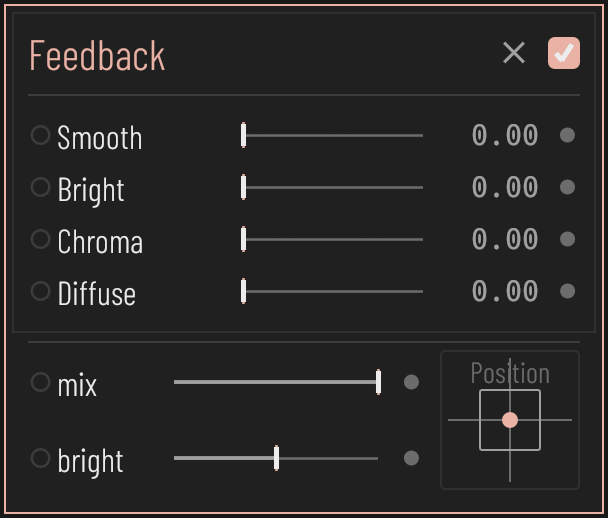 Feedback
Smooth 0.00
Bright 0.00
Chroma 0.00
Diffuse 0.00
mix
Position
bright